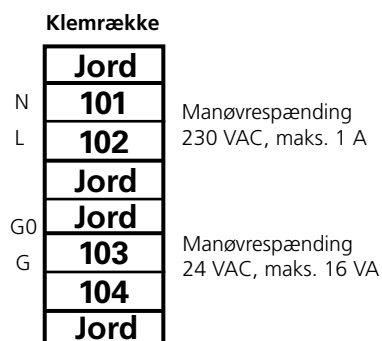 Klemrække
Jord
N 101
L 102
Manøvrespænding
230 VAC, maks. 1 A
Jord
Jord
G0
103
G
Manøvrespænding
24 VAC, maks. 16 VA
104
Jord